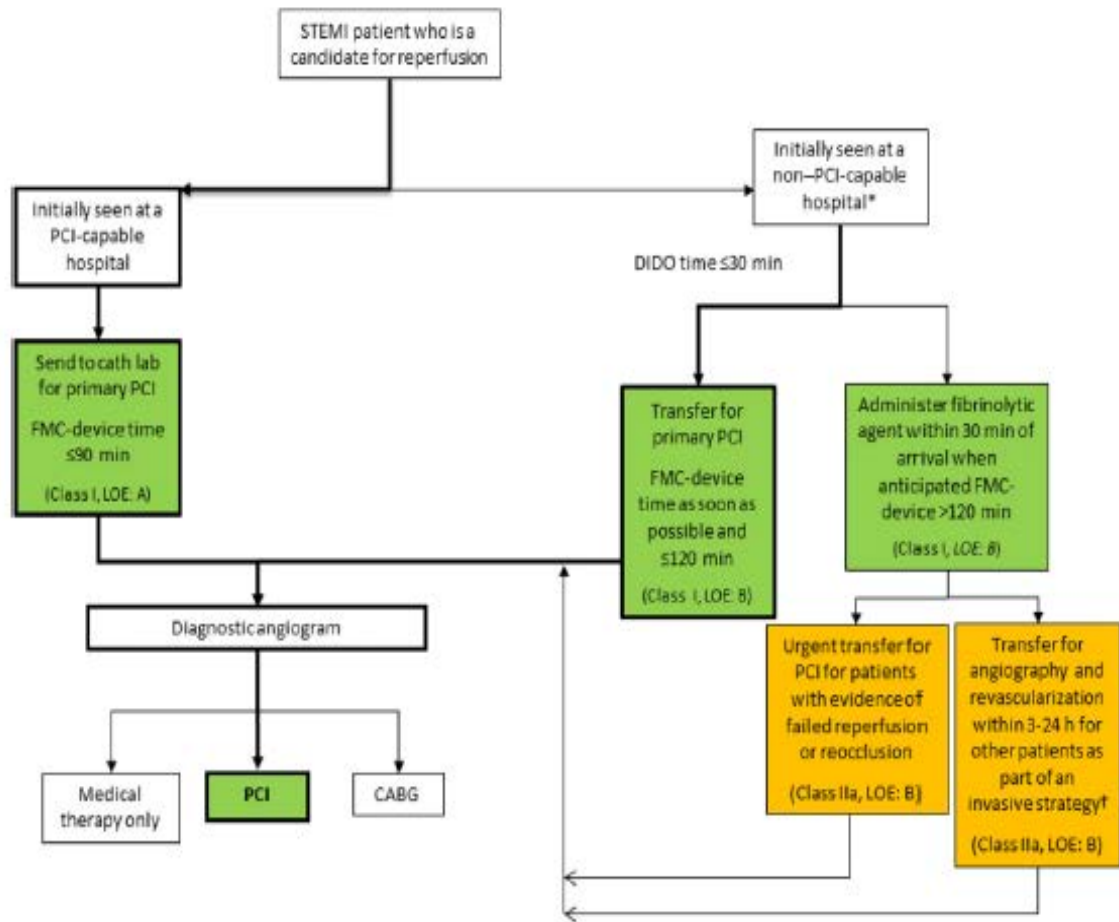 STEMI patient who is a
candidate for reperfusion
Initially seen at a
non–PCI-capable
hospital*
Initially seen at a
PCI-capable
hospital
DIDO time ≤30 min
Send to cath lab
for primary PCI
FMC-device time
≤90 min
(Class I, LOE: A)
Transfer for
primary PCI
FMC-device
time as soon as
possible and
≤120 min
(Class I, LOE: B)
Administer fibrinolytic
agent within 30 min of
arrival when
anticipated FMC-
device >120 min
(Class I, LOE: B)
Diagnostic angiogram
Urgent transfer for
PCI for patients
with evidence of
failed reperfusion
or reocclusion
(Class IIa, LOE: B)
Transfer for
angiography and
revascularization
within 3-24 h for
other patients as
part of an
invasive strategy†
(Class IIa, LOE: B)
Medical
therapy only
PCI
CABG